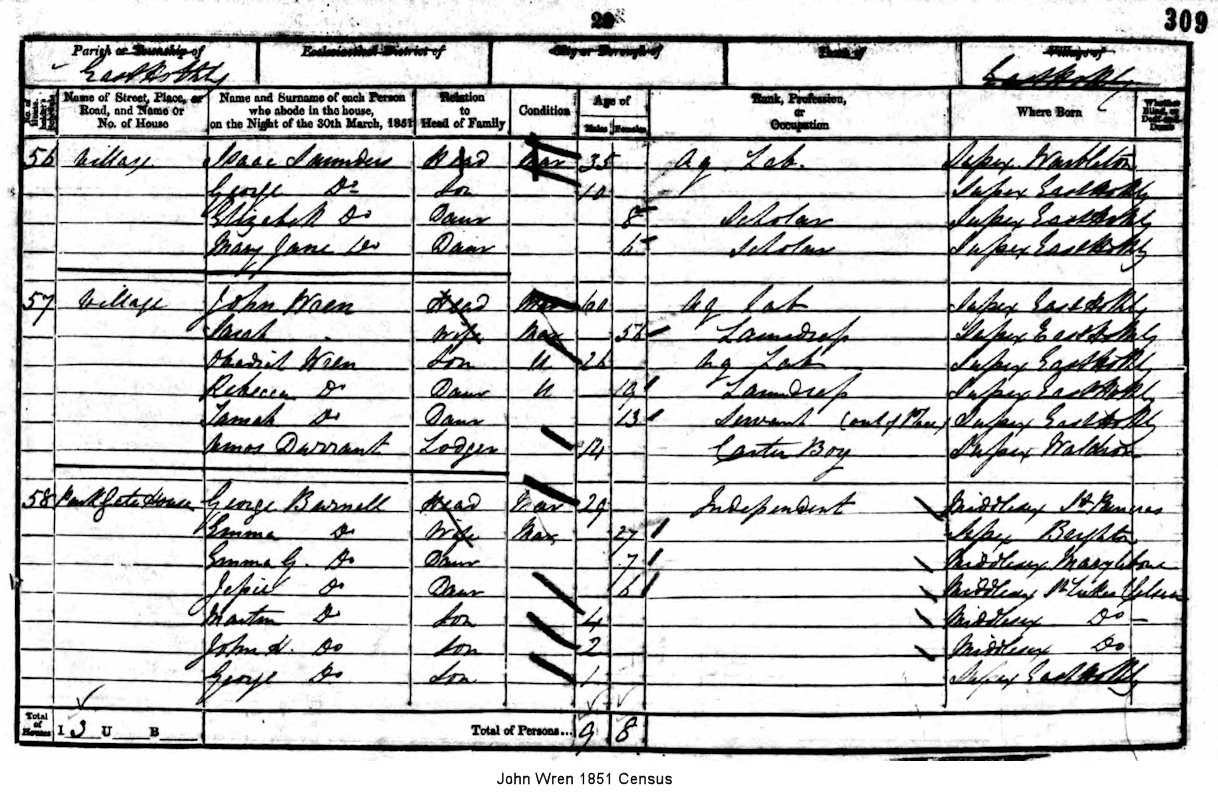 309
Parish or Township of Ecclesiastical District of City or Borough of Town of Village of
East Hothly East Hothly
Name of Street, Place, or Road, and Name or No. of House Name and Surname of each Person who abode in the house, on the Night of the 30th March, 1851 Relation to Head of Family Condition Age of Males Females Rank, Profession, or Occupation Where Born Whether Blind, or Deaf and Dumb
56 Village Isaac Saunders Head Mar 35 Ag Lab. Sussex Warbleton
George Do Son 10 Sussex East Hothly
Elizabeth Do Daur 8 Scholar Sussex East Hothly
Mary Jane Do Daur 6 Scholar Sussex East Hothly
57 Village John Wren Head Mar 60 Ag Lab Sussex East Hothly
Sarah Wife Mar 56 Laundress Sussex East Hothly
Obadiah Wren Son U 26 Ag Lab Sussex East Hothly
Rebecca Do Daur U 19 Laundress Sussex East Hothly
Do Daur 13 Servant (out of Place) Sussex East Hothly
Amos Durrant Lodger 14 Carter Boy Sussex Waldron
58 Park Gate House George Burnell Head Mar 29 Independent Middlesex St Pancras
Emma Do Wife Mar 27 Sussex
Emma G. Do Daur 7 Middlesex Marylebone
Jessie Do Daur 6 Middlesex St Lukes Chelsea
Martin Do Son 4 Middlesex Do
John H. Do Son 2 Middlesex Do
George Do Son 1 Sussex East Hothly
Total of Houses I 3 U B Total of Persons... 9 8
John Wren 1851 Census